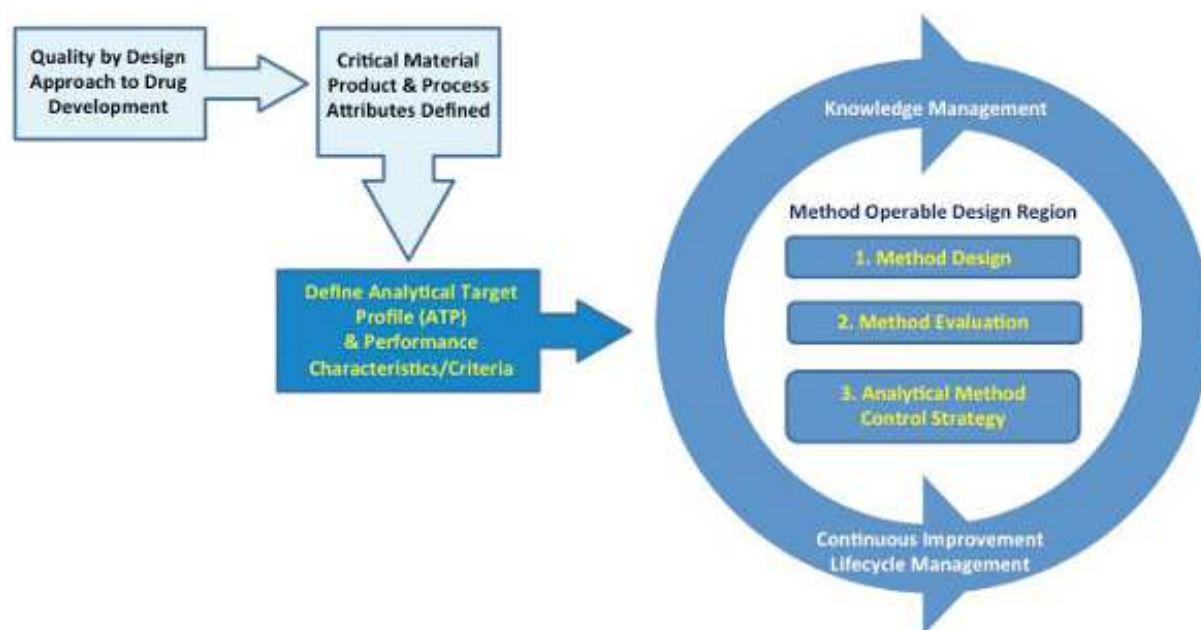 Quality by Design
Approach to Drug
Development
Critical Material
Product & Process
Attributes Defined
Define Analytical Target
Profile (ATP)
& Performance
Characteristics/Criteria
Knowledge Management
Method Operable Design Region
1. Method Design
2. Method Evaluation
3. Analytical Method
Control Strategy
Continuous Improvement
Lifecycle Management